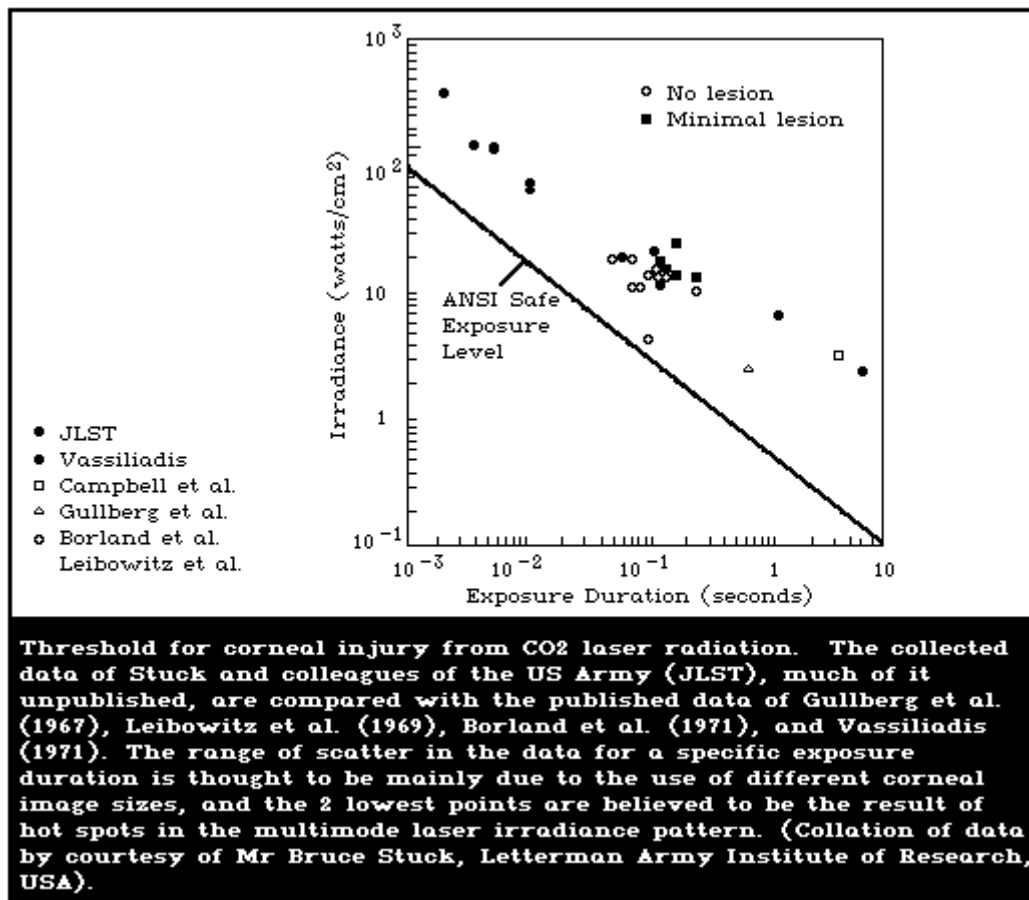 10 3
No lesion
Minimal lesion
10 2
10
1
10 -1
Irradiance (watts/cm2)
ANSI Safe
Exposure
Level
JLST
Vassiliadis
Campbell et al.
Gullberg et al.
Borland et al.
Leibowitz et al.
10 -3 10 -2 10 -1 1 10
Exposure Duration (seconds)
Threshold for corneal injury from CO2 laser radiation. The collected
data of Stuck and colleagues of the US Army (JLST), much of it
unpublished, are compared with the published data of Gullberg et al.
(1967), Leibowitz et al. (1969), Borland et al. (1971), and Vassiliadis
(1971). The range of scatter in the data for a specific exposure
duration is thought to be mainly due to the use of different corneal
image sizes, and the 2 lowest points are believed to be the result of
hot spots in the multimode laser irradiance pattern. (Collation of data
by courtesy of Mr Bruce Stuck, Letterman Army Institute of Research,
USA).